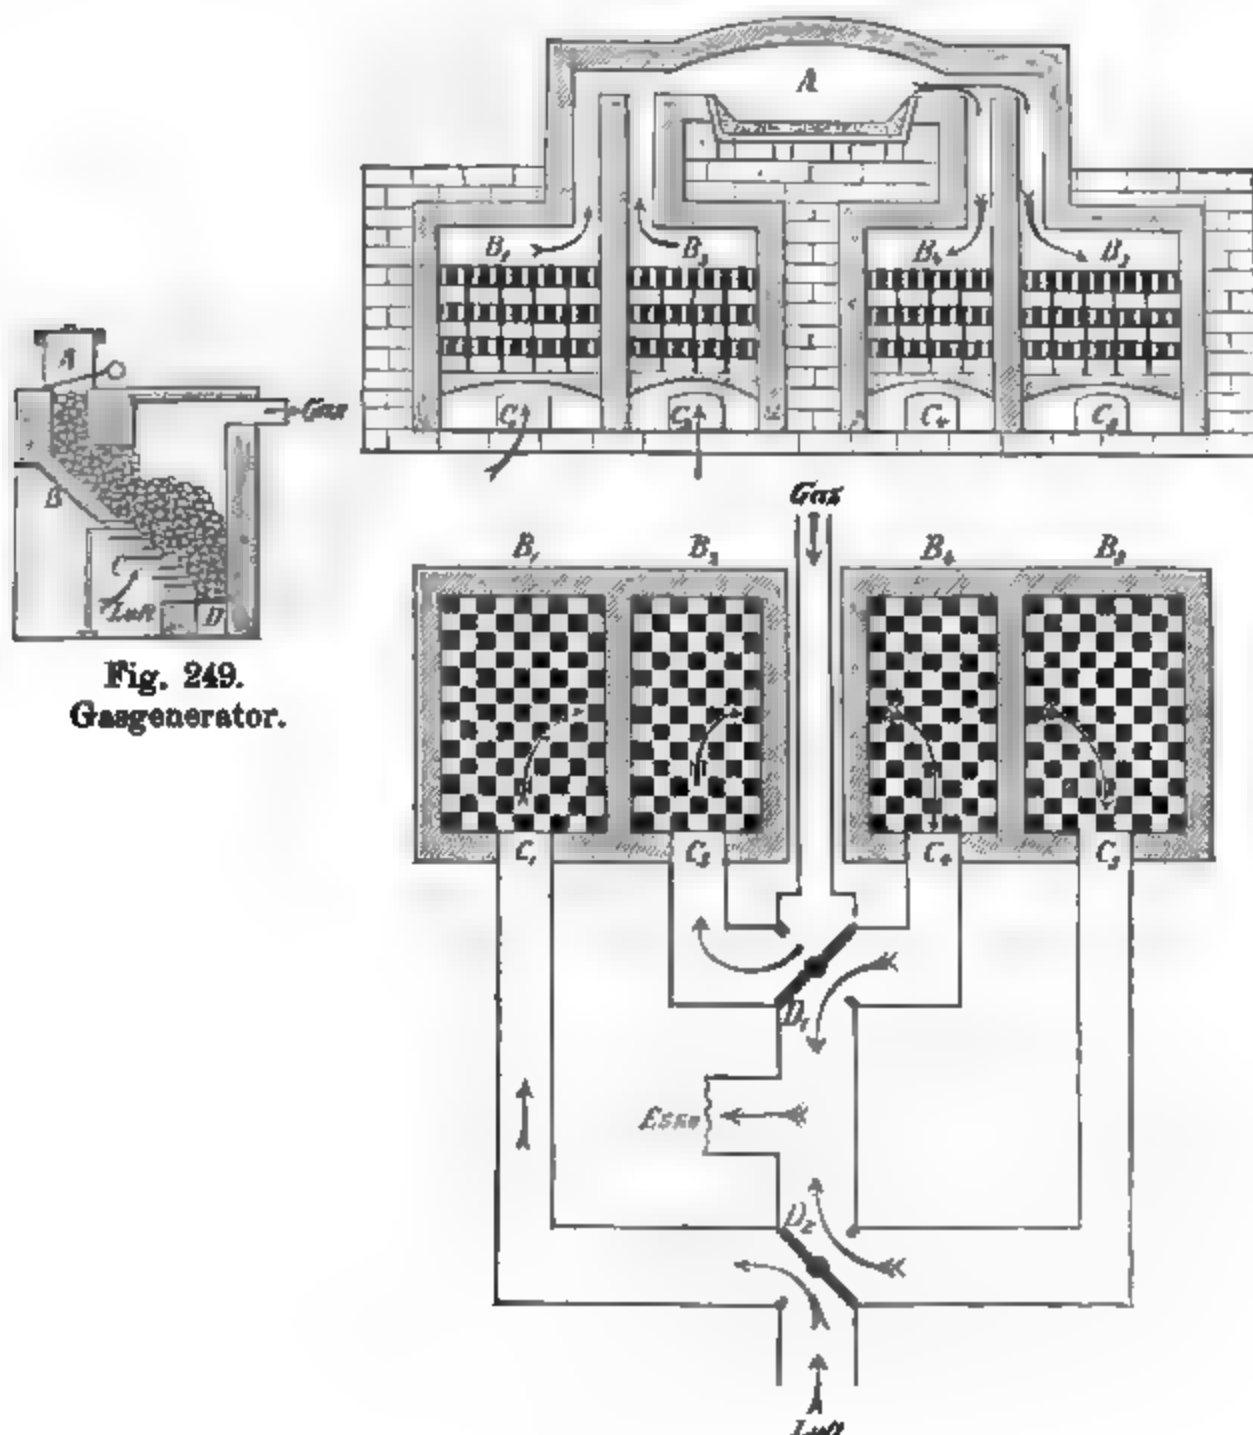 A
B₁
B₂
B₄
B₃
C₁
C₂
C₄
C₃
A
Gas
B
C
Luft
D
Fig. 249.
Gasgenerator.
Gas
B₁
B₂
B₄
B₃
C₁
C₂
C₄
C₃
D₁
Esse
D₂
Luft